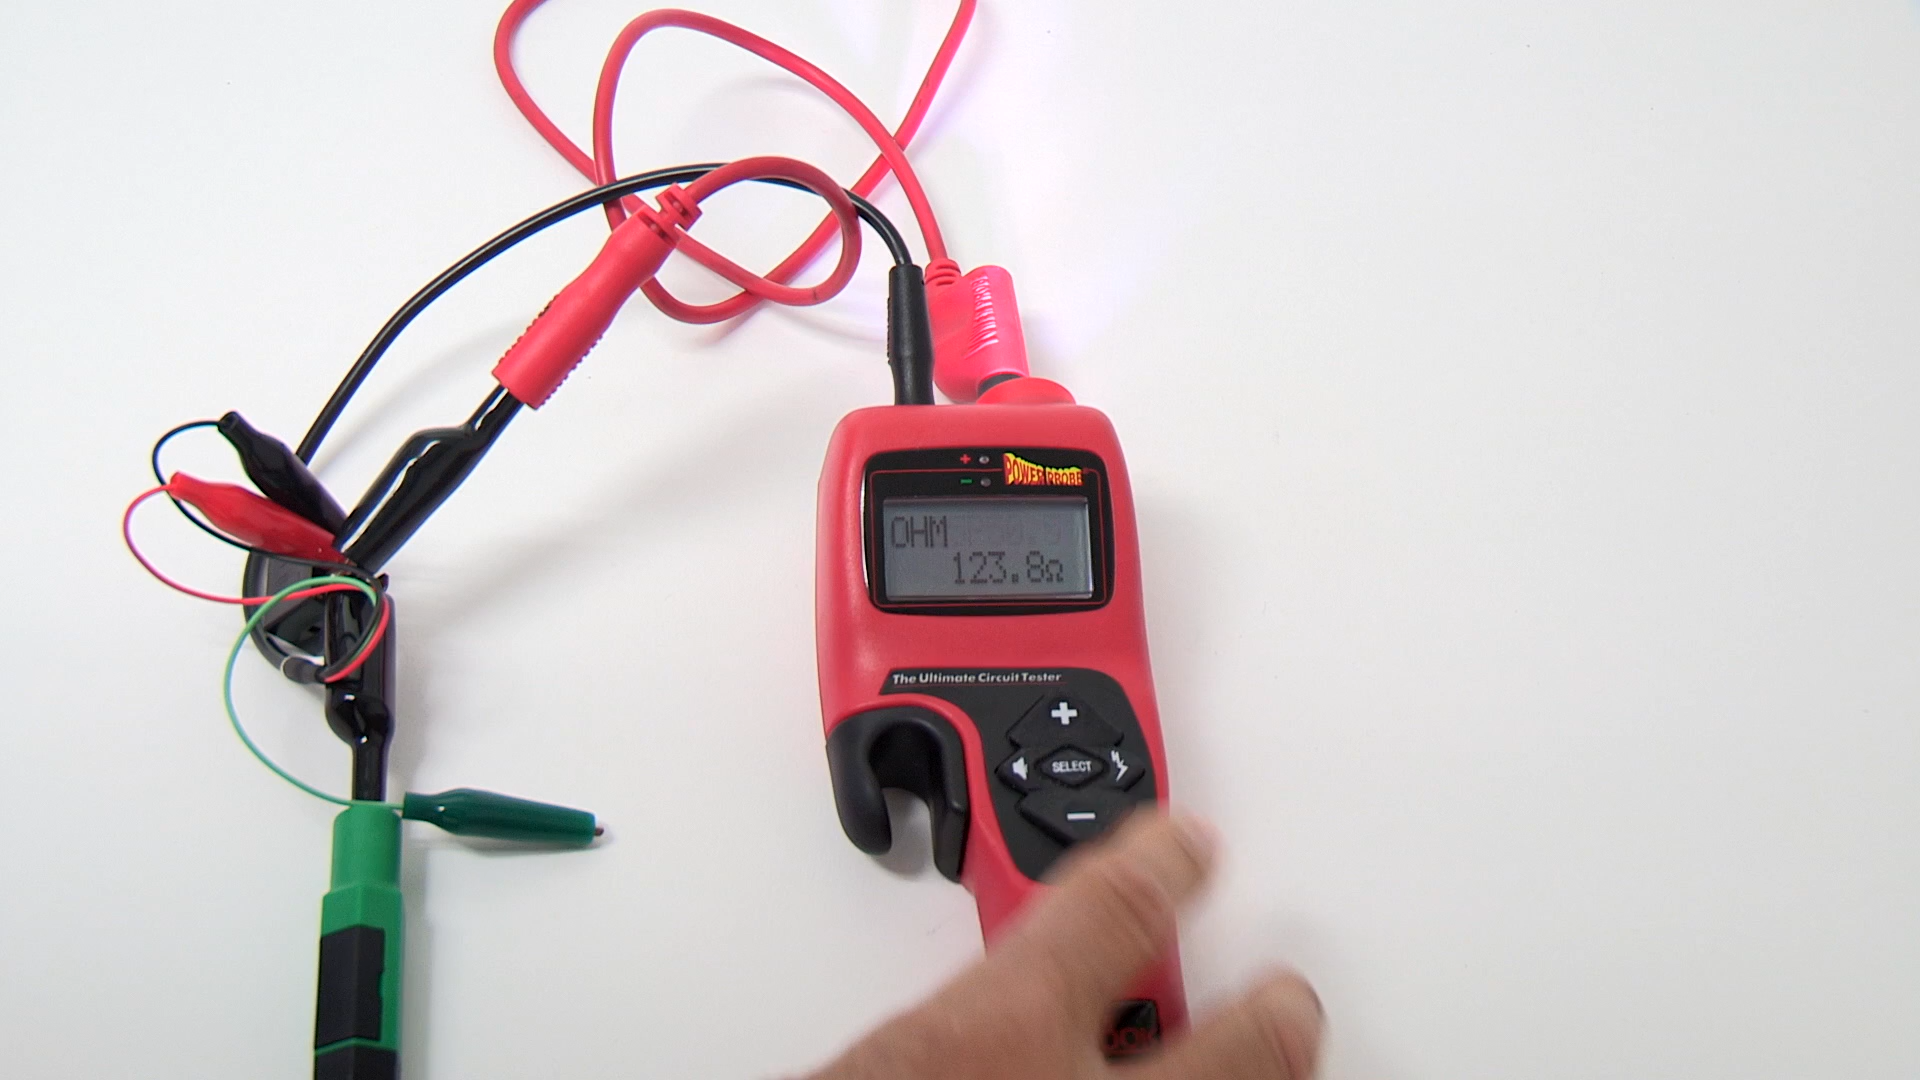 +
POWER PROBE
-
OHM
123.8Ω
The Ultimate Circuit Tester
+
SELECT
-